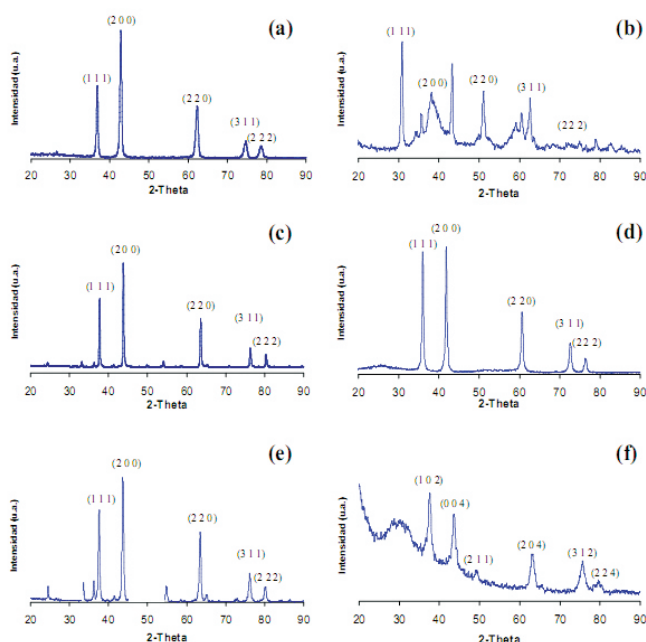 (a)
(2 0 0)
(1 1 1)
(2 2 0)
(3 1 1)
(2 2 2)
Intensidad (u.a.)
20 30 40 50 60 70 80 90
2-Theta
(b)
(1 1 1)
(2 0 0)
(2 2 0)
(3 1 1)
(2 2 2)
Intensidad (u.a.)
20 30 40 50 60 70 80 90
2-Theta
(c)
(2 0 0)
(1 1 1)
(2 2 0)
(3 1 1)
(2 2 2)
Intensidad (u.a.)
20 30 40 50 60 70 80 90
2-Theta
(d)
(2 0 0)
(1 1 1)
(2 2 0)
(3 1 1)
(2 2 2)
Intensidad (u.a.)
20 30 40 50 60 70 80 90
2-Theta
(e)
(2 0 0)
(1 1 1)
(2 2 0)
(3 1 1)
(2 2 2)
Intensidad (u.a.)
20 30 40 50 60 70 80 90
2-Theta
(f)
(1 0 2)
(0 0 4)
(2 1 1)
(2 0 4)
(3 1 2)
(2 2 4)
Intensidad (u.a.)
20 30 40 50 60 70 80 90
2-Theta